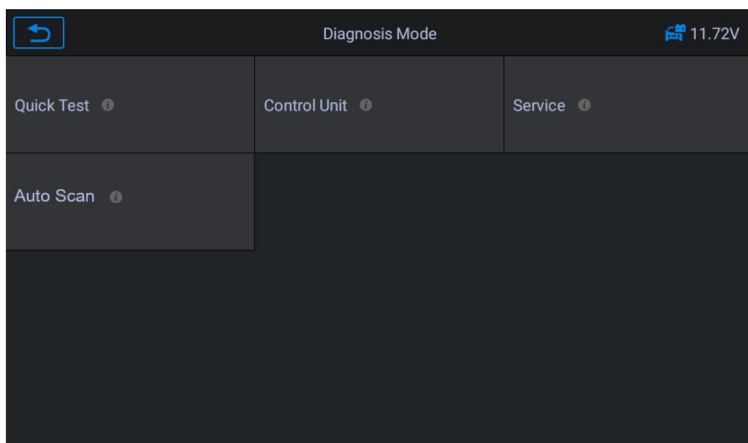 Diagnosis Mode
11.72V
Quick Test
Control Unit
Service
Auto Scan